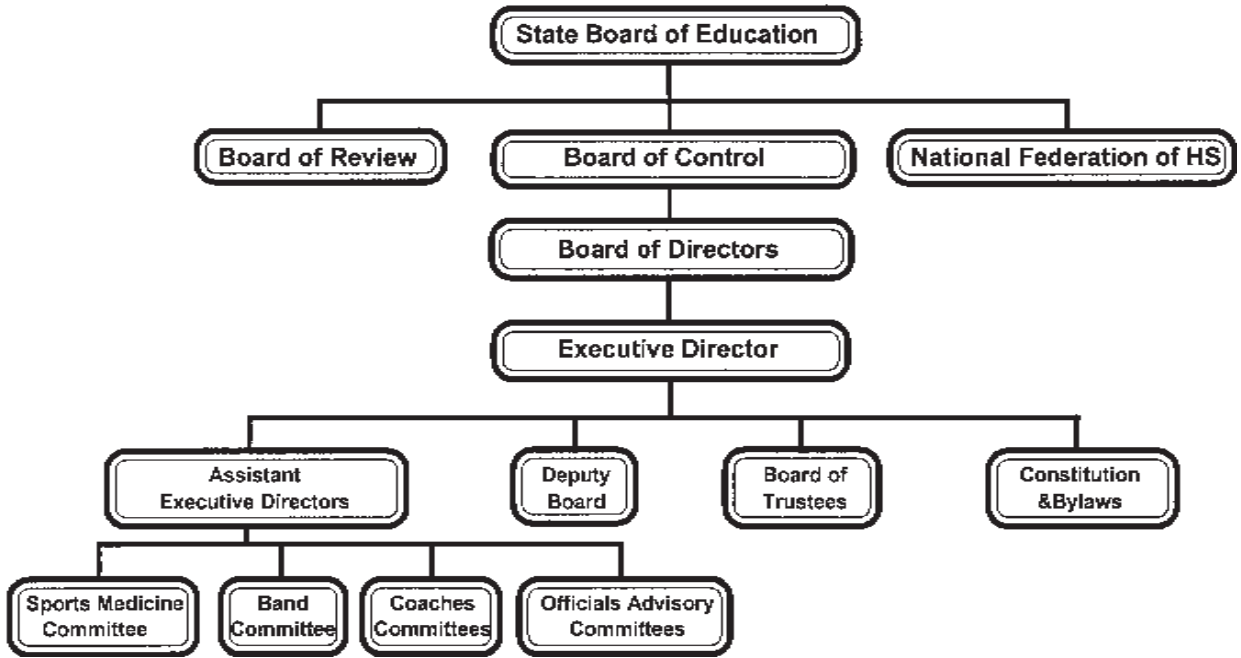 State Board of Education
Board of Review
Board of Control
National Federation of HS
Board of Directors
Executive Director
Assistant
Executive Directors
Deputy
Board
Board of
Trustees
Constitution
&Bylaws
Sports Medicine
Committee
Band
Committee
Coaches
Committees
Officials Advisory
Committees